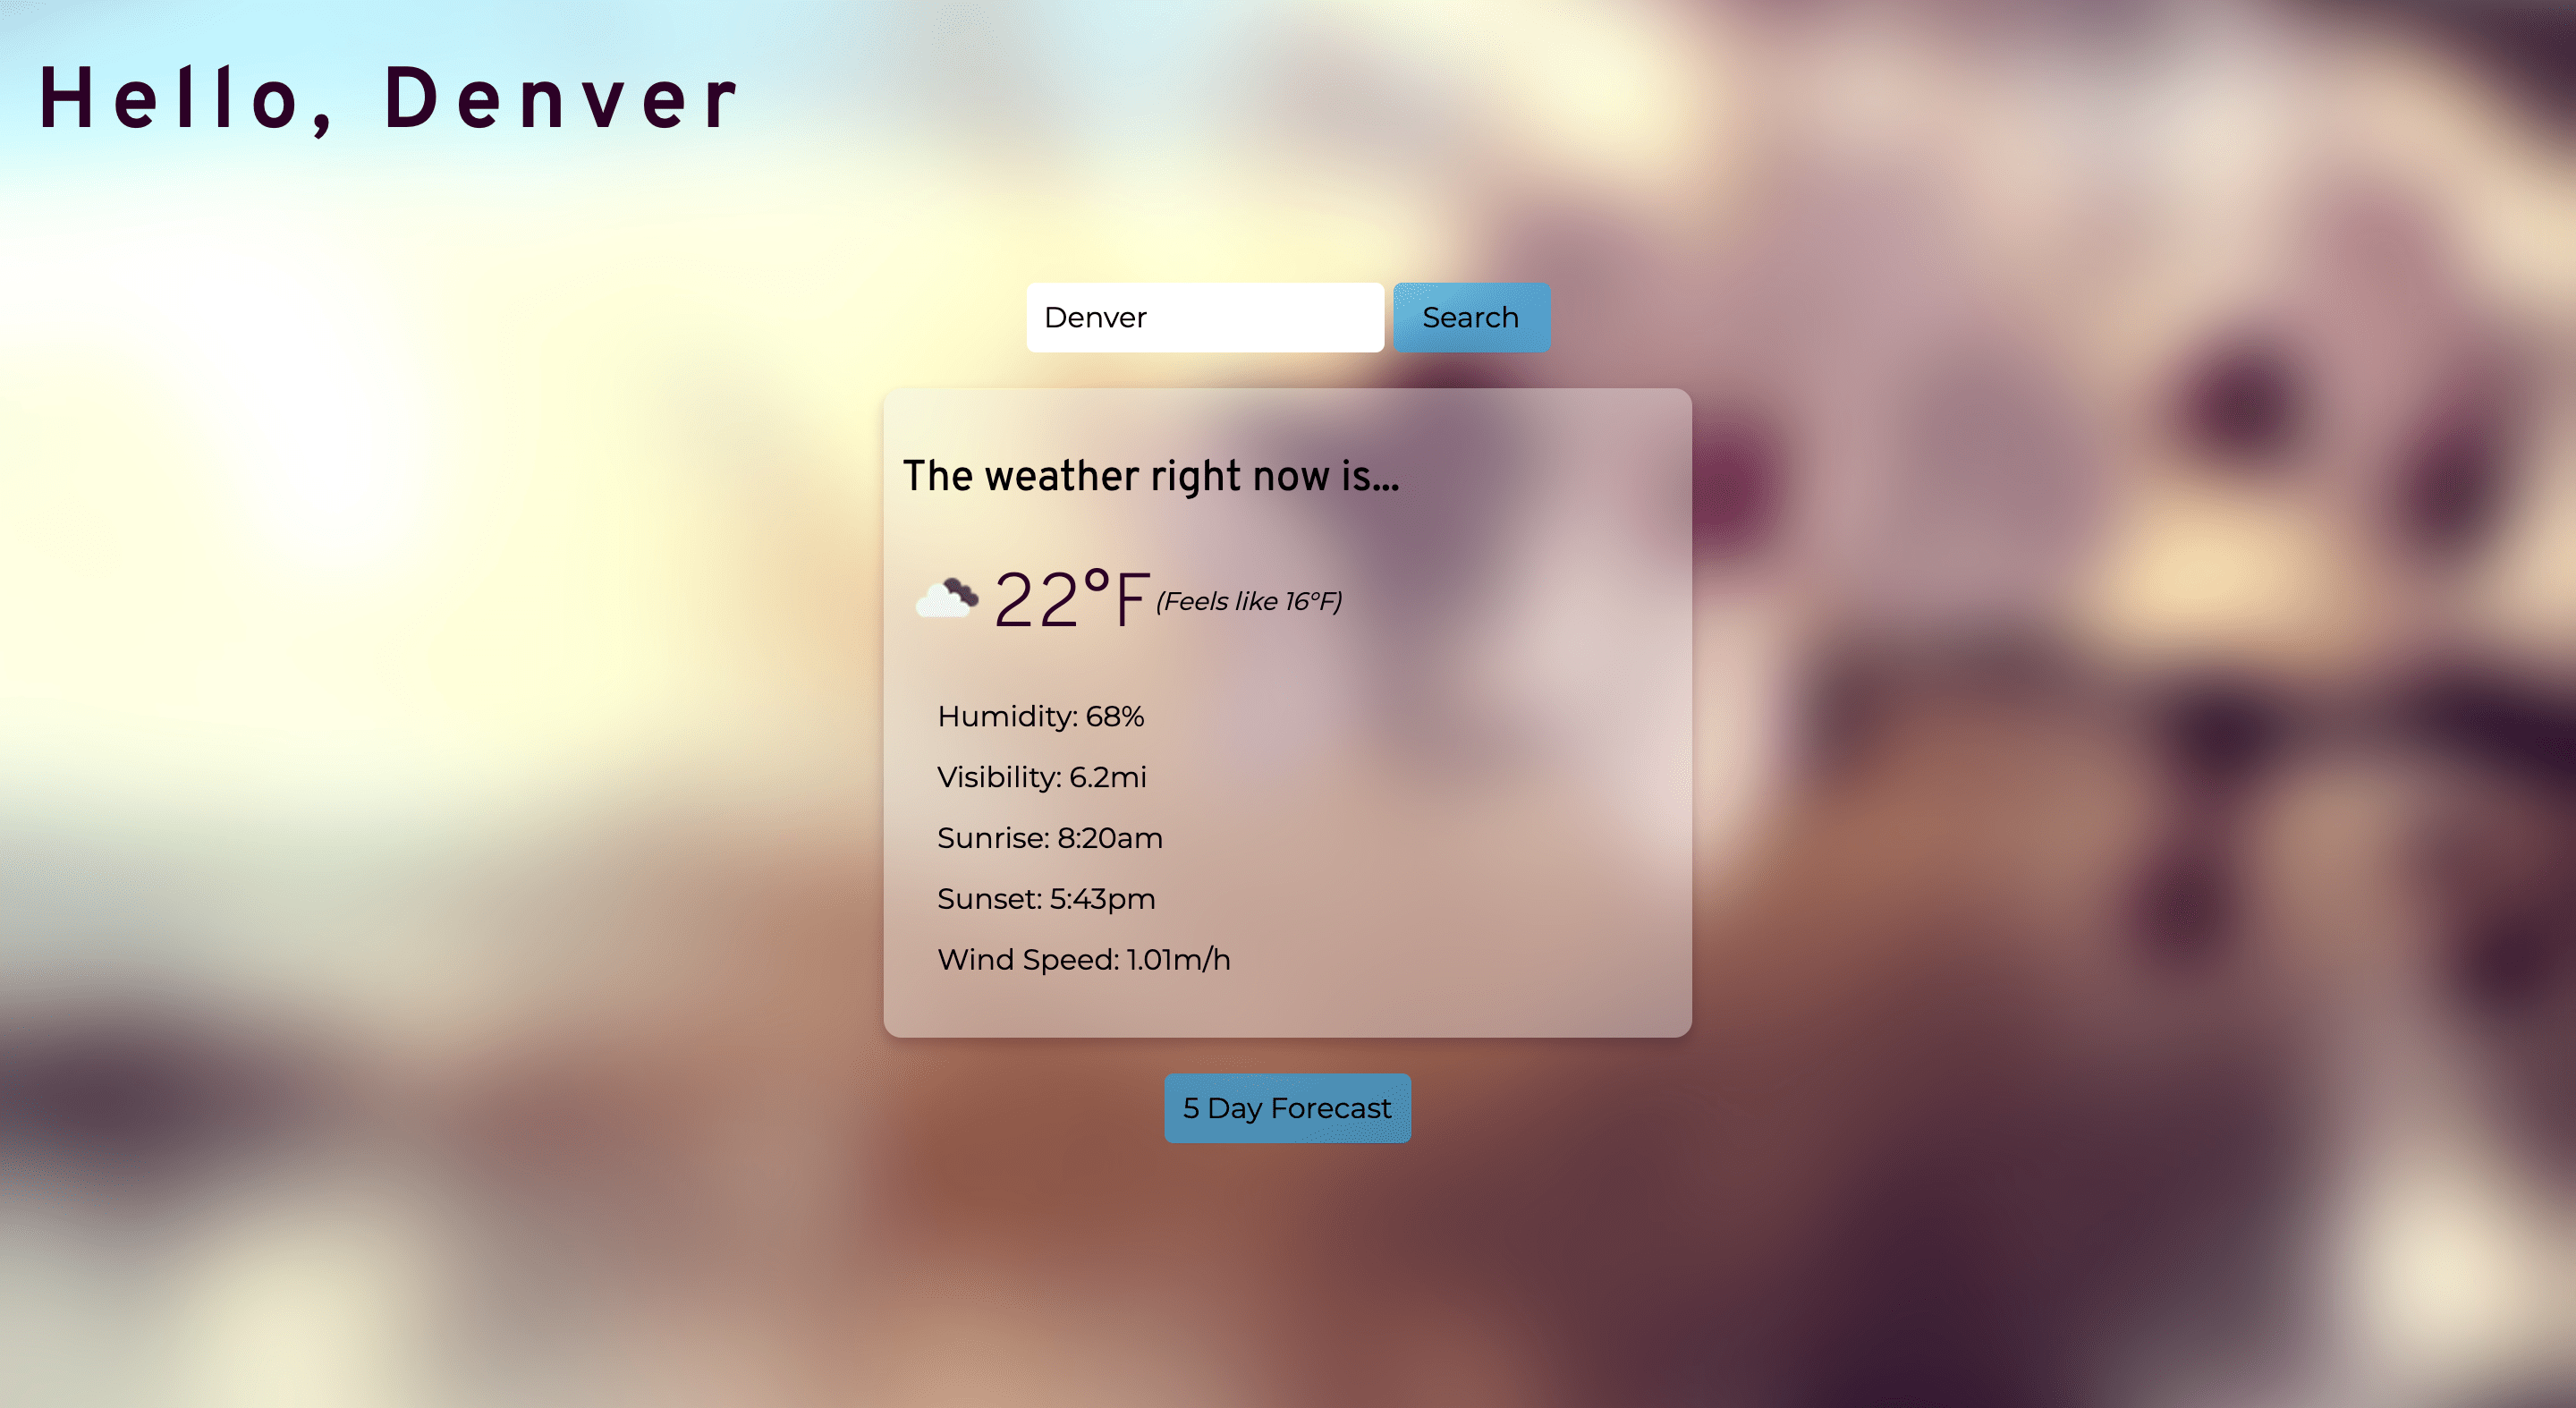 Hello, Denver
Denver
Search
The weather right now is...
22°F (Feels like 16°F)
Humidity: 68%
Visibility: 6.2mi
Sunrise: 8:20am
Sunset: 5:43pm
Wind Speed: 1.01m/h
5 Day Forecast